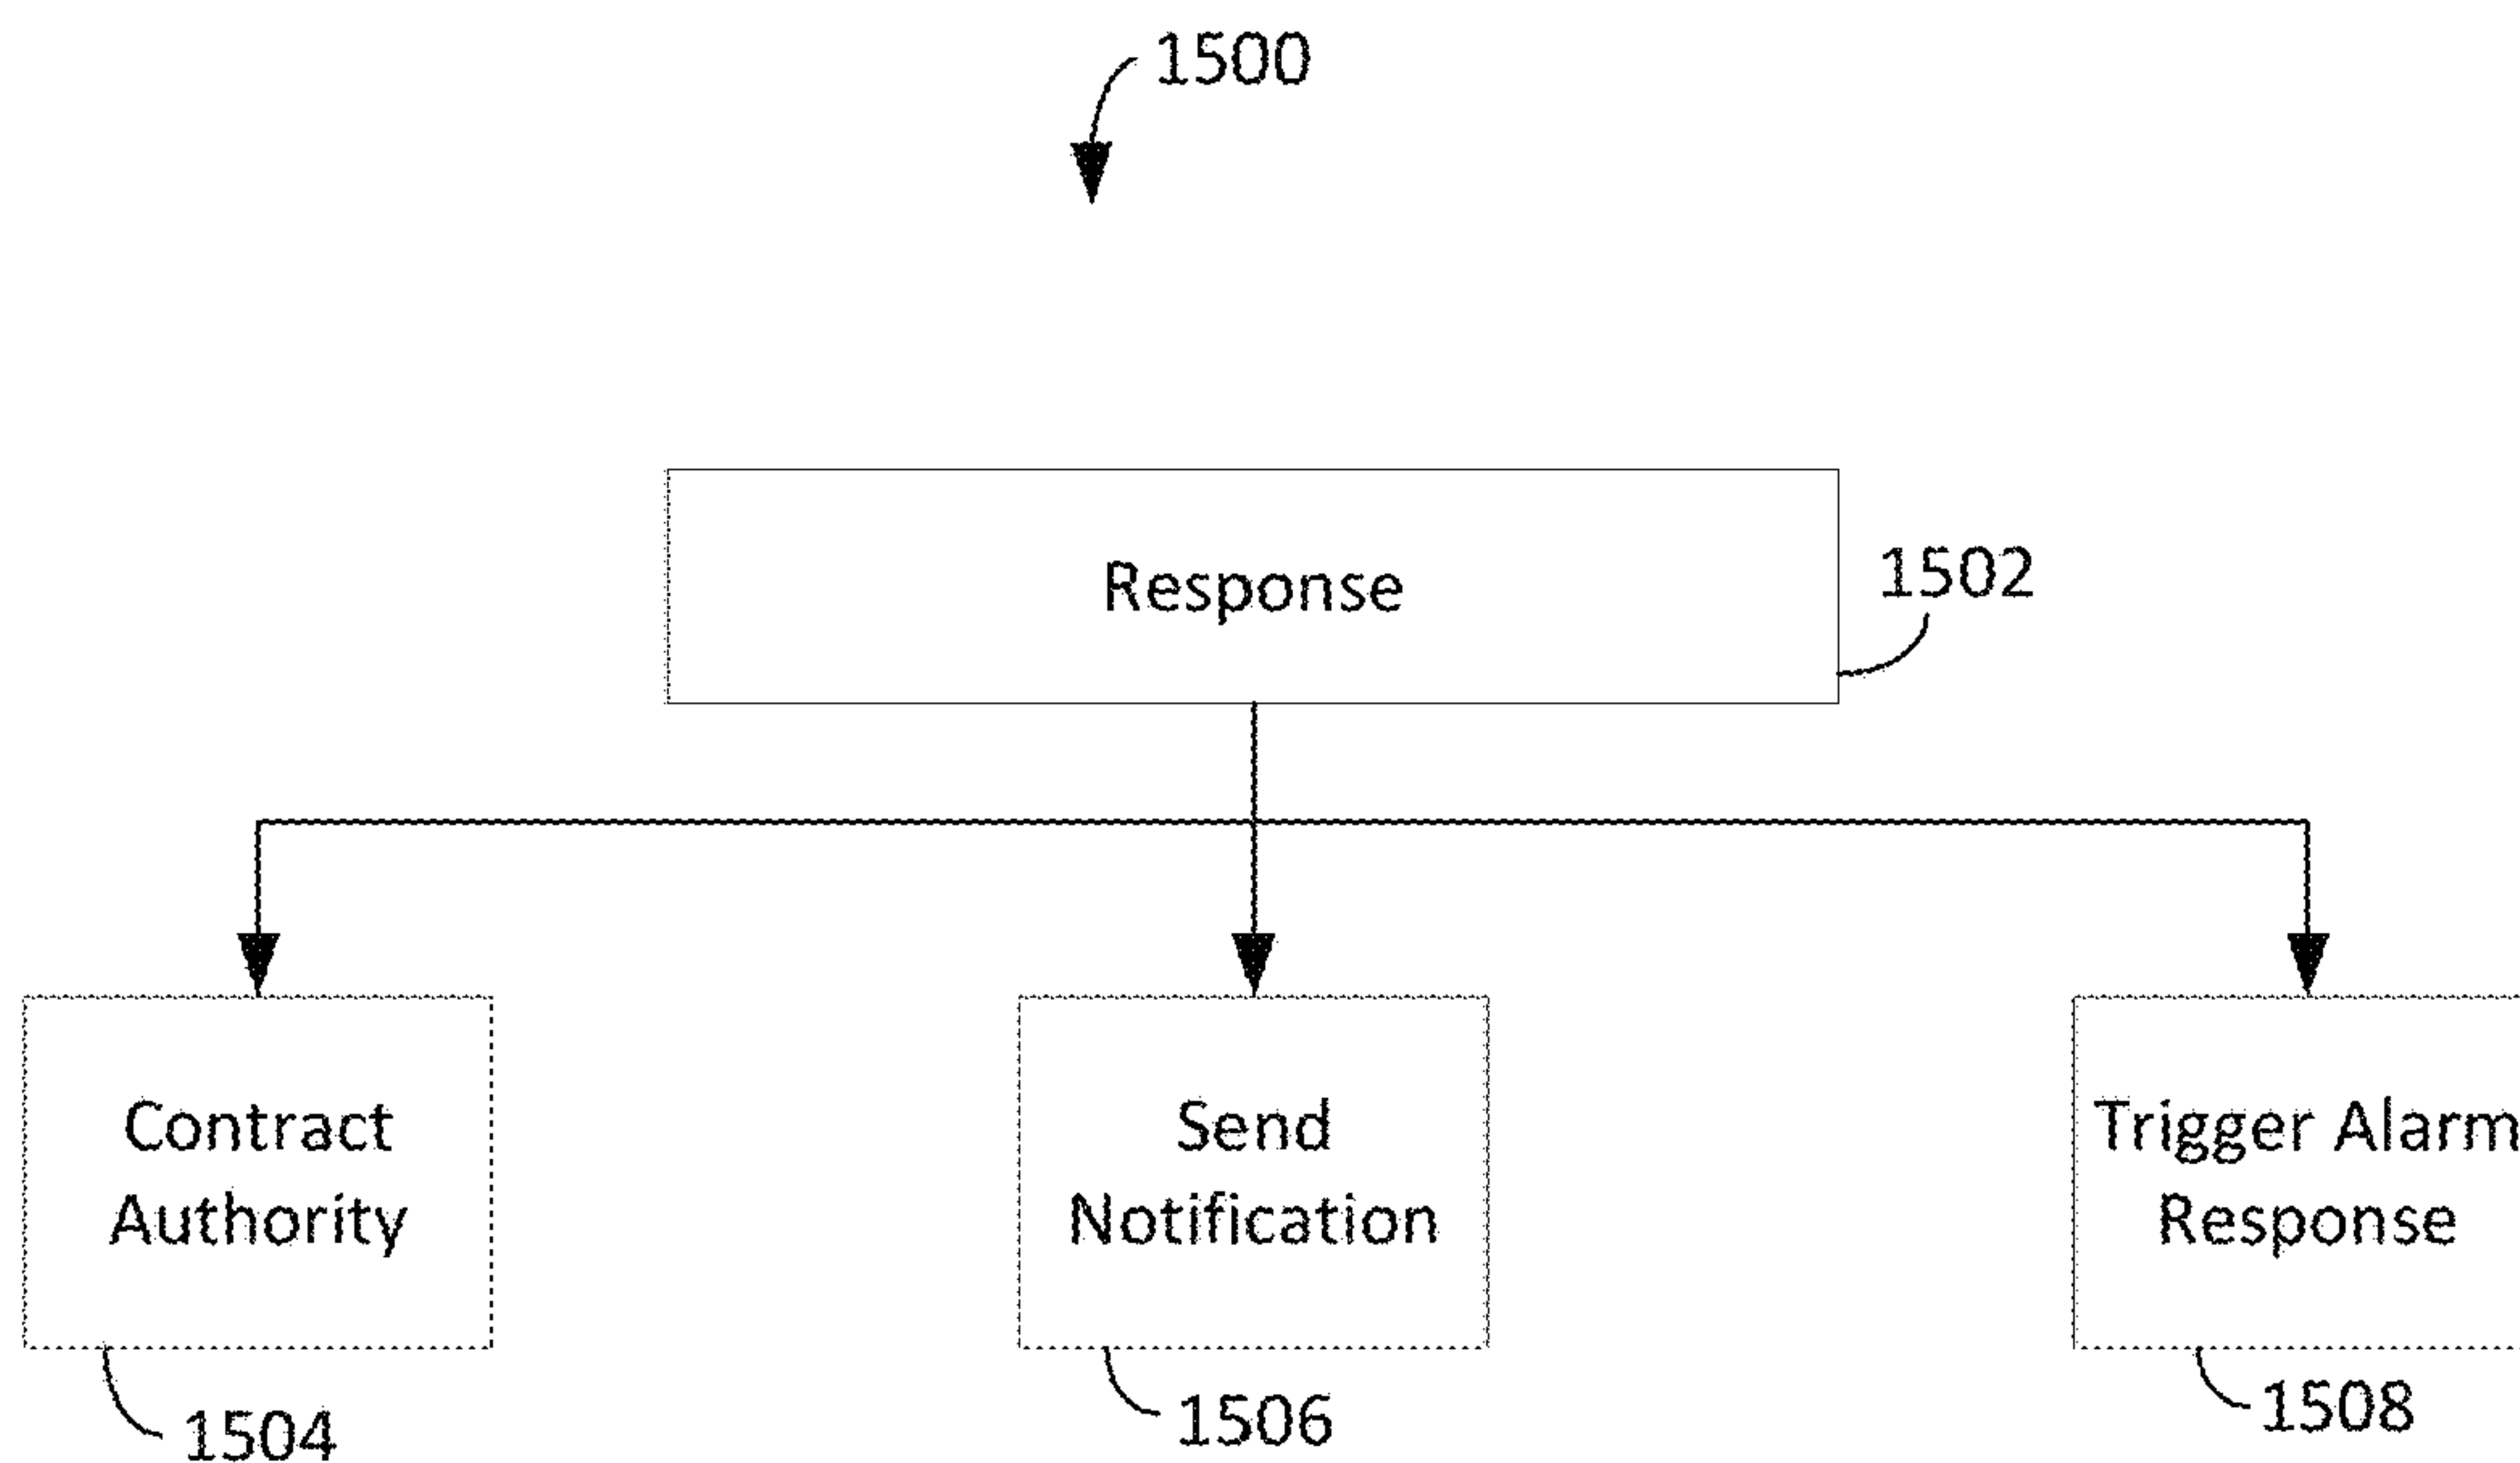 1500
Response
1502
Contract
Authority
Send
Notification
Trigger Alarm
Response
1504
1506
1508